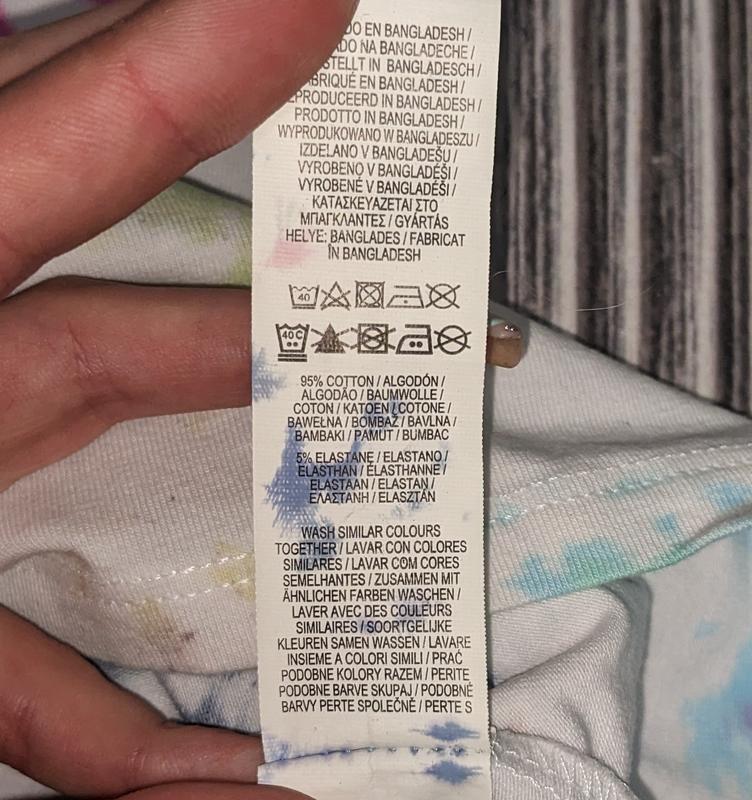 DO EN BANGLADESH /
ADO NA BANGLADECHE /
STELLT IN BANGLADESCH /
ABRIQUÉ EN BANGLADESH /
PRODUCEERD IN BANGLADESH /
PRODOTTO IN BANGLADESH /
WYPRODUKOWANO W BANGLADESZU /
IZDELANO V BANGLADEŠU /
VYROBENO V BANGLADÉŠI /
VYROBENÉ V BANGLADÉŠI /
ΚΑΤΑΣΚΕΥΑΖΕΤΑΙ ΣΤΟ
ΜΠΑΓΚΛΑΝΤΕΣ / GYÁRTÁS
HELYE: BANGLADES / FABRICAT
ÎN BANGLADESH
40
40C
95% COTTON / ALGODÓN /
ALGODÃO / BAUMWOLLE /
COTON / KATOEN / COTONE /
BAWEŁNA / BOMBAŽ / BAVLNA /
BAMBAKI / PAMUT / BUMBAC
5% ELASTANE / ELASTANO /
ELASTHAN / ÉLASTHANNE /
ELASTAAN / ELASTAN /
ΕΛΑΣΤΑΝΗ / ELASZTÁN
WASH SIMILAR COLOURS
TOGETHER / LAVAR CON COLORES
SIMILARES / LAVAR COM CORES
SEMELHANTES / ZUSAMMEN MIT
ÄHNLICHEN FARBEN WASCHEN /
LAVER AVEC DES COULEURS
SIMILAIRES / SOORTGELIJKE
KLEUREN SAMEN WASSEN / LAVARE
INSIEME A COLORI SIMILI / PRAĆ
PODOBNE KOLORY RAZEM / PERITE
PODOBNE BARVE SKUPAJ / PODOBNÉ
BARVY PERTE SPOLEČNĚ / PERTE S